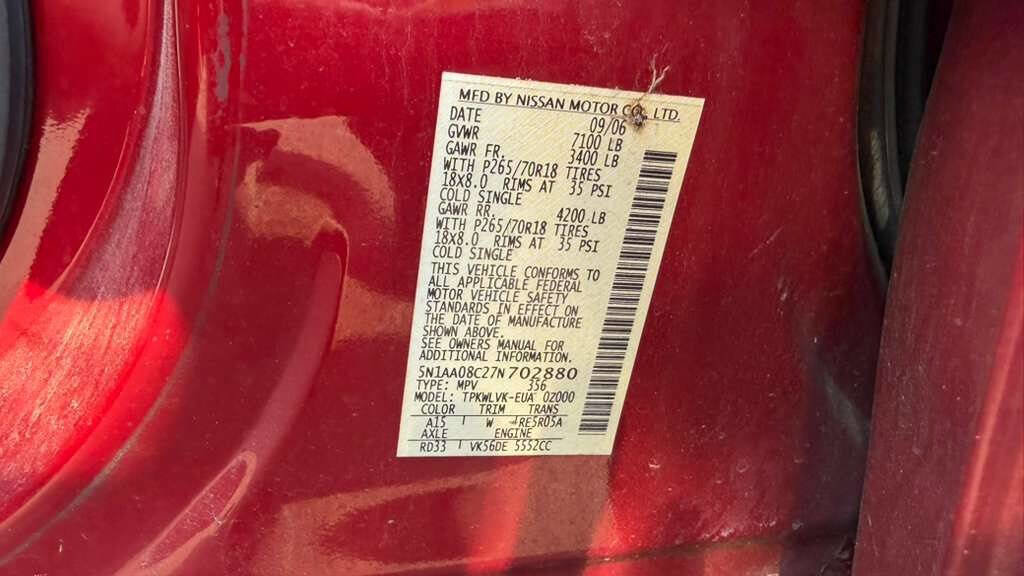 MFD BY NISSAN MOTOR CO., LTD.
DATE 09/06
GVWR 7100 LB
GAWR FR. 3400 LB
WITH P265/70R18 TIRES
18X8.0 RIMS AT 35 PSI
COLD SINGLE
GAWR RR. 4200 LB
WITH P265/70R18 TIRES
18X8.0 RIMS AT 35 PSI
COLD SINGLE
THIS VEHICLE CONFORMS TO
ALL APPLICABLE FEDERAL
MOTOR VEHICLE SAFETY
STANDARDS IN EFFECT ON
THE DATE OF MANUFACTURE
SHOWN ABOVE.
SEE OWNERS MANUAL FOR
ADDITIONAL INFORMATION.
5N1AA08C27N702880
TYPE: MPV 356
MODEL: TPKWLVK-EUA 0Z000
COLOR TRIM TRANS
A15 W RE5R05A
AXLE ENGINE
RD33 VK56DE 5552CC